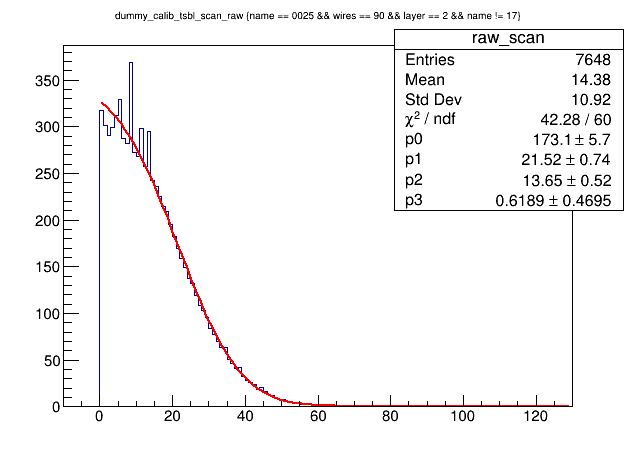 dummy_calib_tsbl_scan_raw {name == 0025 && wires == 90 && layer == 2 && name != 17}
raw_scan
Entries 7648
Mean 14.38
Std Dev 10.92
χ² / ndf 42.28 / 60
p0 173.1 ± 5.7
p1 21.52 ± 0.74
p2 13.65 ± 0.52
p3 0.6189 ± 0.4695
350
300
250
200
150
100
50
0
0 20 40 60 80 100 120